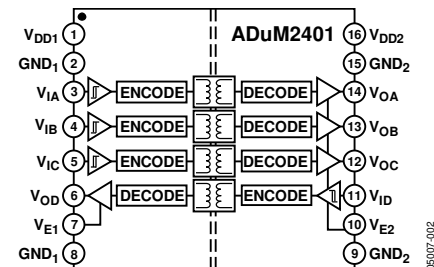 ADuM2401
VDD1 1 16 VDD2
GND1 2 15 GND2
VIA 3 ENCODE DECODE 14 VOA
VIB 4 ENCODE DECODE 13 VOB
VIC 5 ENCODE DECODE 12 VOC
VOD 6 DECODE ENCODE 11 VID
VE1 7 10 VE2
GND1 8 9 GND2
05007-002